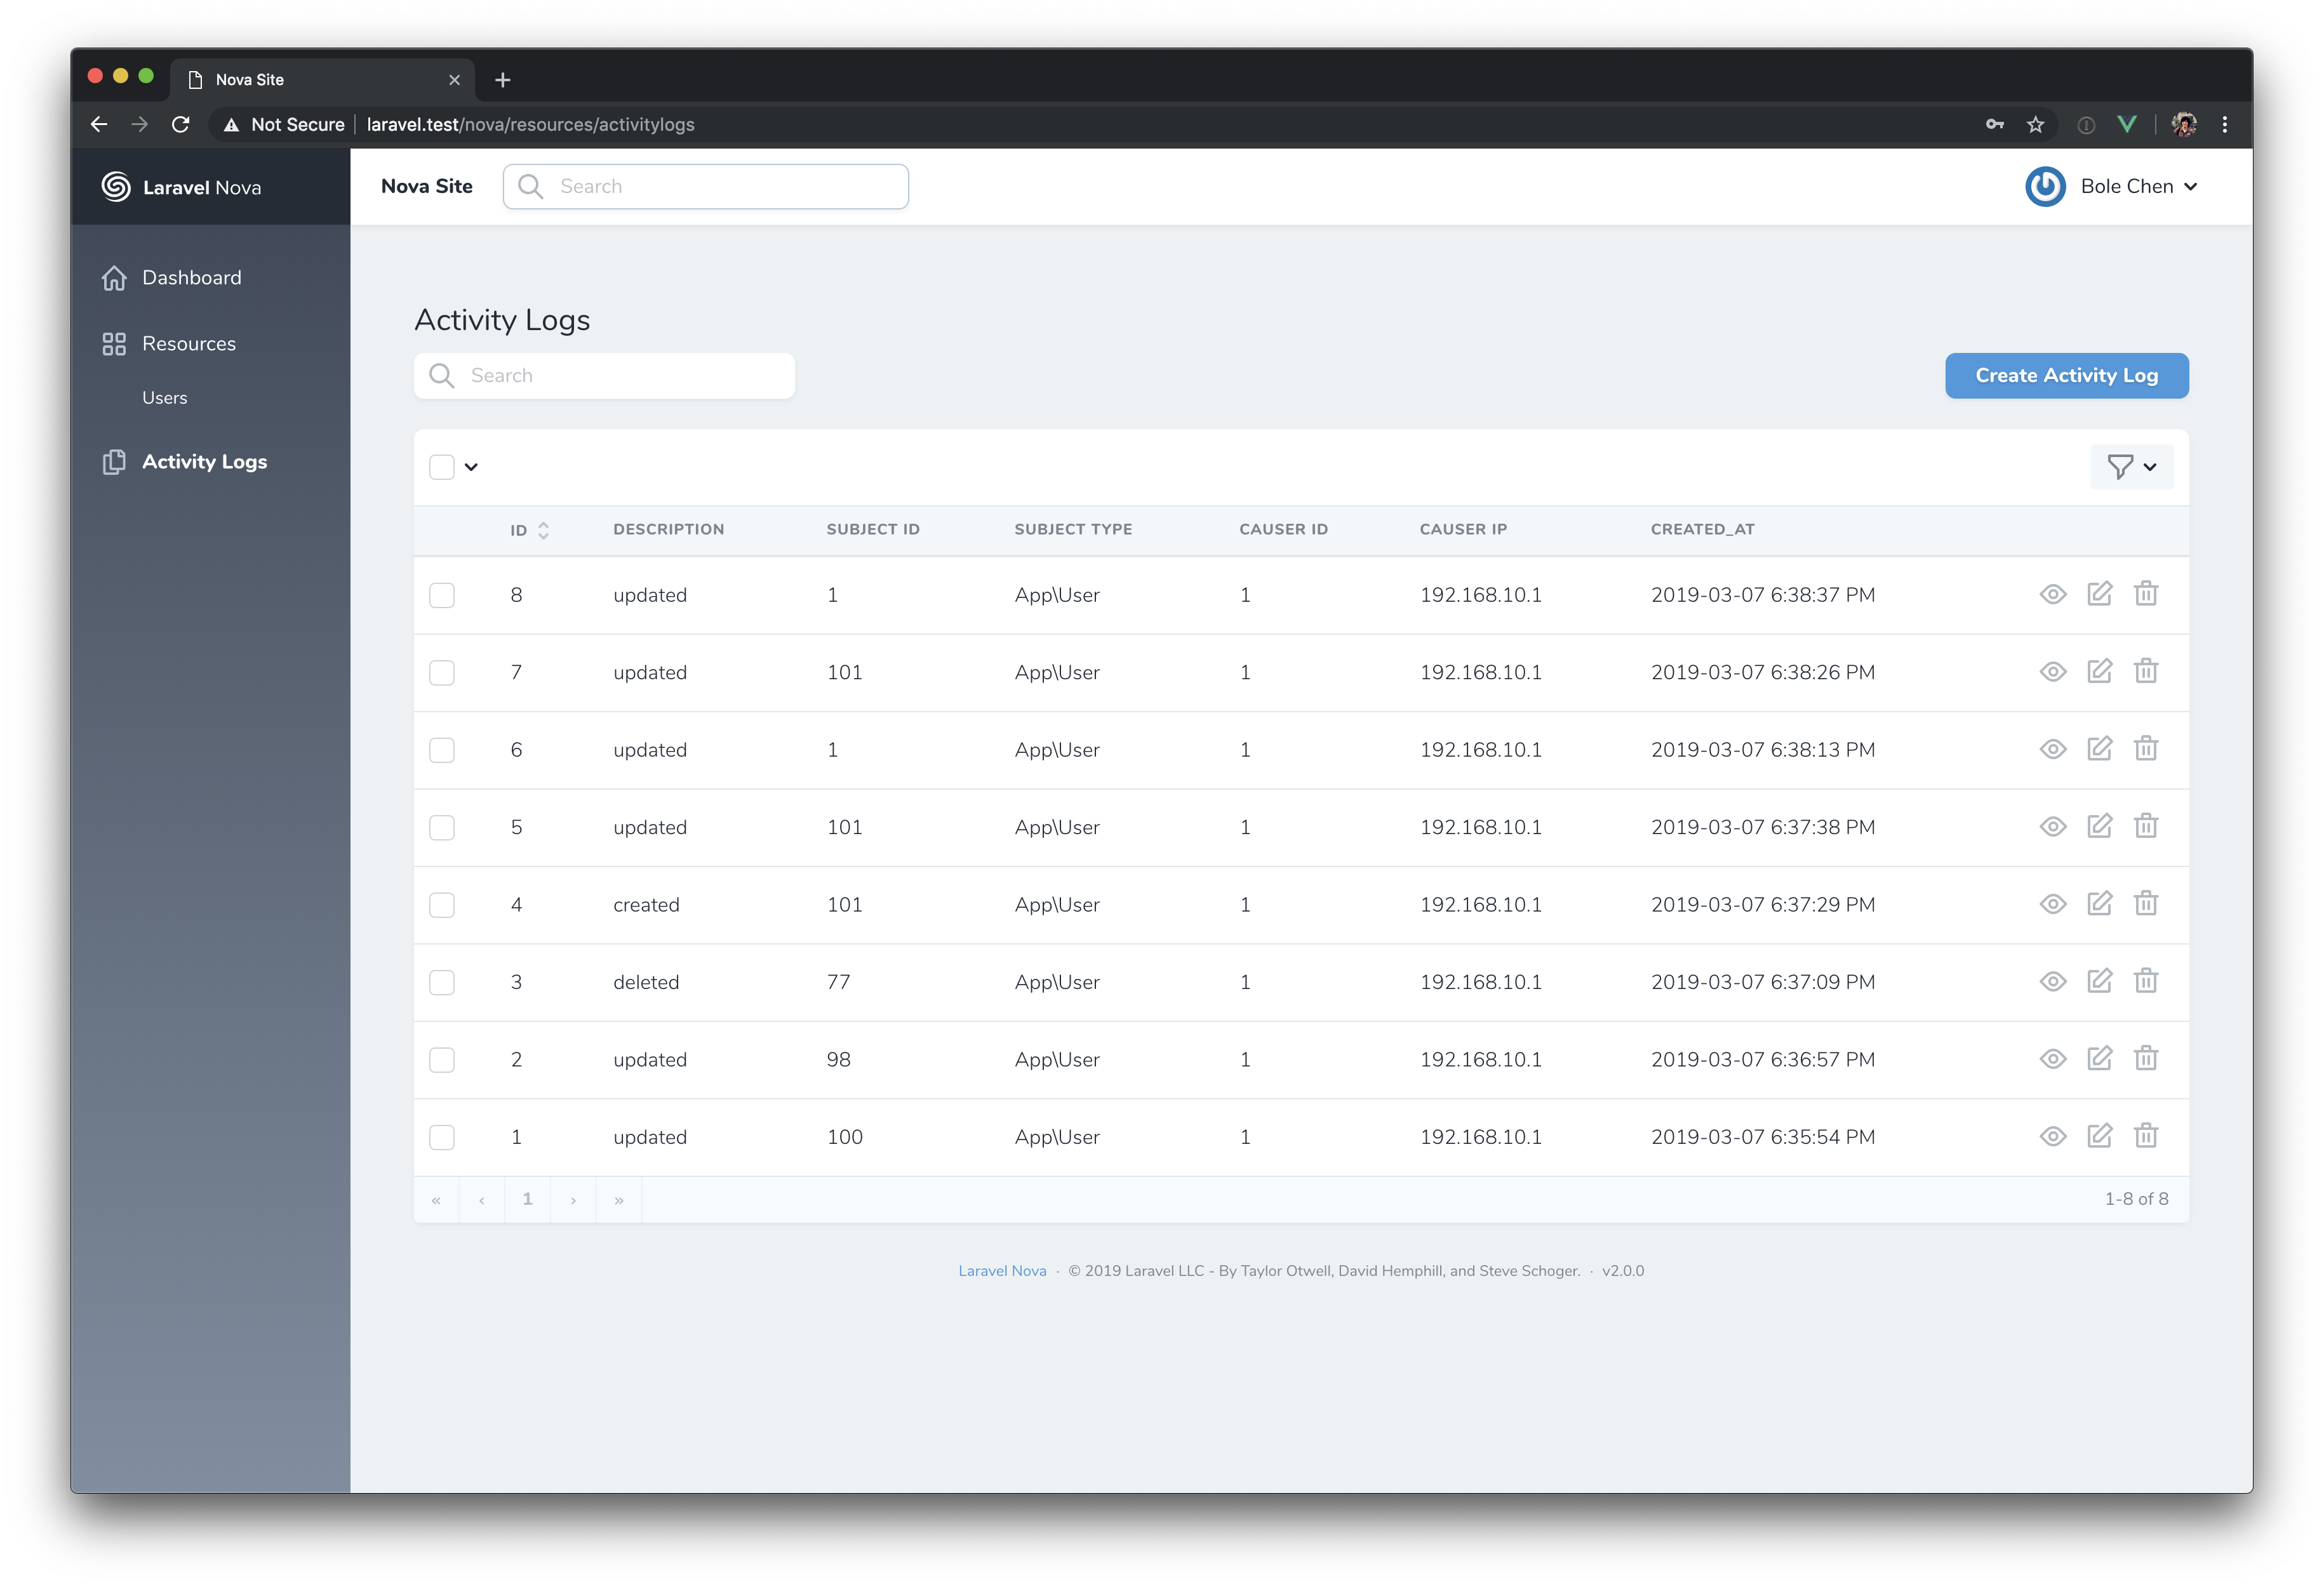 Nova Site
Not Secure laravel.test/nova/resources/activitylogs
Laravel Nova
Nova Site
Search
Bole Chen
Dashboard
Resources
Users
Activity Logs
Activity Logs
Search
Create Activity Log
ID DESCRIPTION SUBJECT ID SUBJECT TYPE CAUSER ID CAUSER IP CREATED_AT
8 updated 1 App\User 1 192.168.10.1 2019-03-07 6:38:37 PM
7 updated 101 App\User 1 192.168.10.1 2019-03-07 6:38:26 PM
6 updated 1 App\User 1 192.168.10.1 2019-03-07 6:38:13 PM
5 updated 101 App\User 1 192.168.10.1 2019-03-07 6:37:38 PM
4 created 101 App\User 1 192.168.10.1 2019-03-07 6:37:29 PM
3 deleted 77 App\User 1 192.168.10.1 2019-03-07 6:37:09 PM
2 updated 98 App\User 1 192.168.10.1 2019-03-07 6:36:57 PM
1 updated 100 App\User 1 192.168.10.1 2019-03-07 6:35:54 PM
« ‹ 1 › » 1-8 of 8
Laravel Nova · © 2019 Laravel LLC - By Taylor Otwell, David Hemphill, and Steve Schoger. · v2.0.0